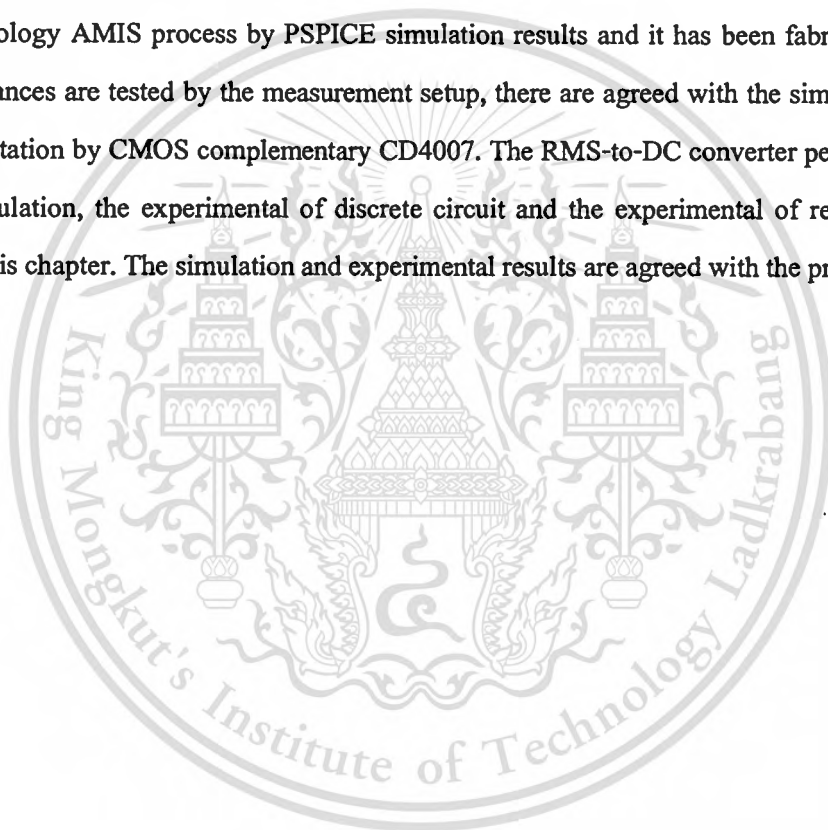 ology AMIS process by PSPICE simulation results and it has been fabr
ances are tested by the measurement setup, there are agreed with the sim
tation by CMOS complementary CD4007. The RMS-to-DC converter pe
ulation, the experimental of discrete circuit and the experimental of re
is chapter. The simulation and experimental results are agreed with the pr
King Mongkut's Institute of Technology Ladkrabang